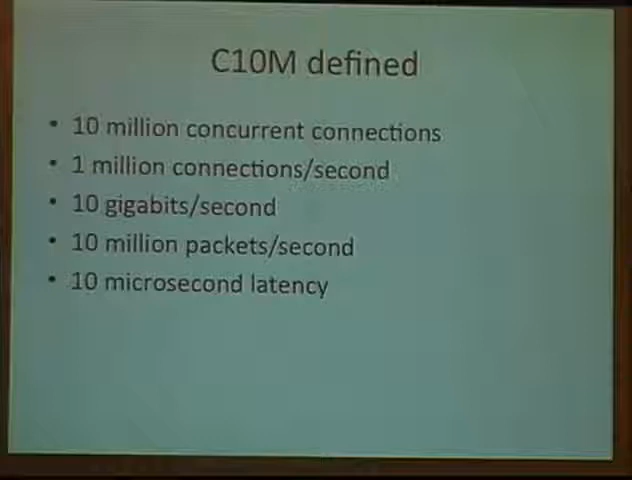 C10M defined
• 10 million concurrent connections
• 1 million connections/second
• 10 gigabits/second
• 10 million packets/second
• 10 microsecond latency